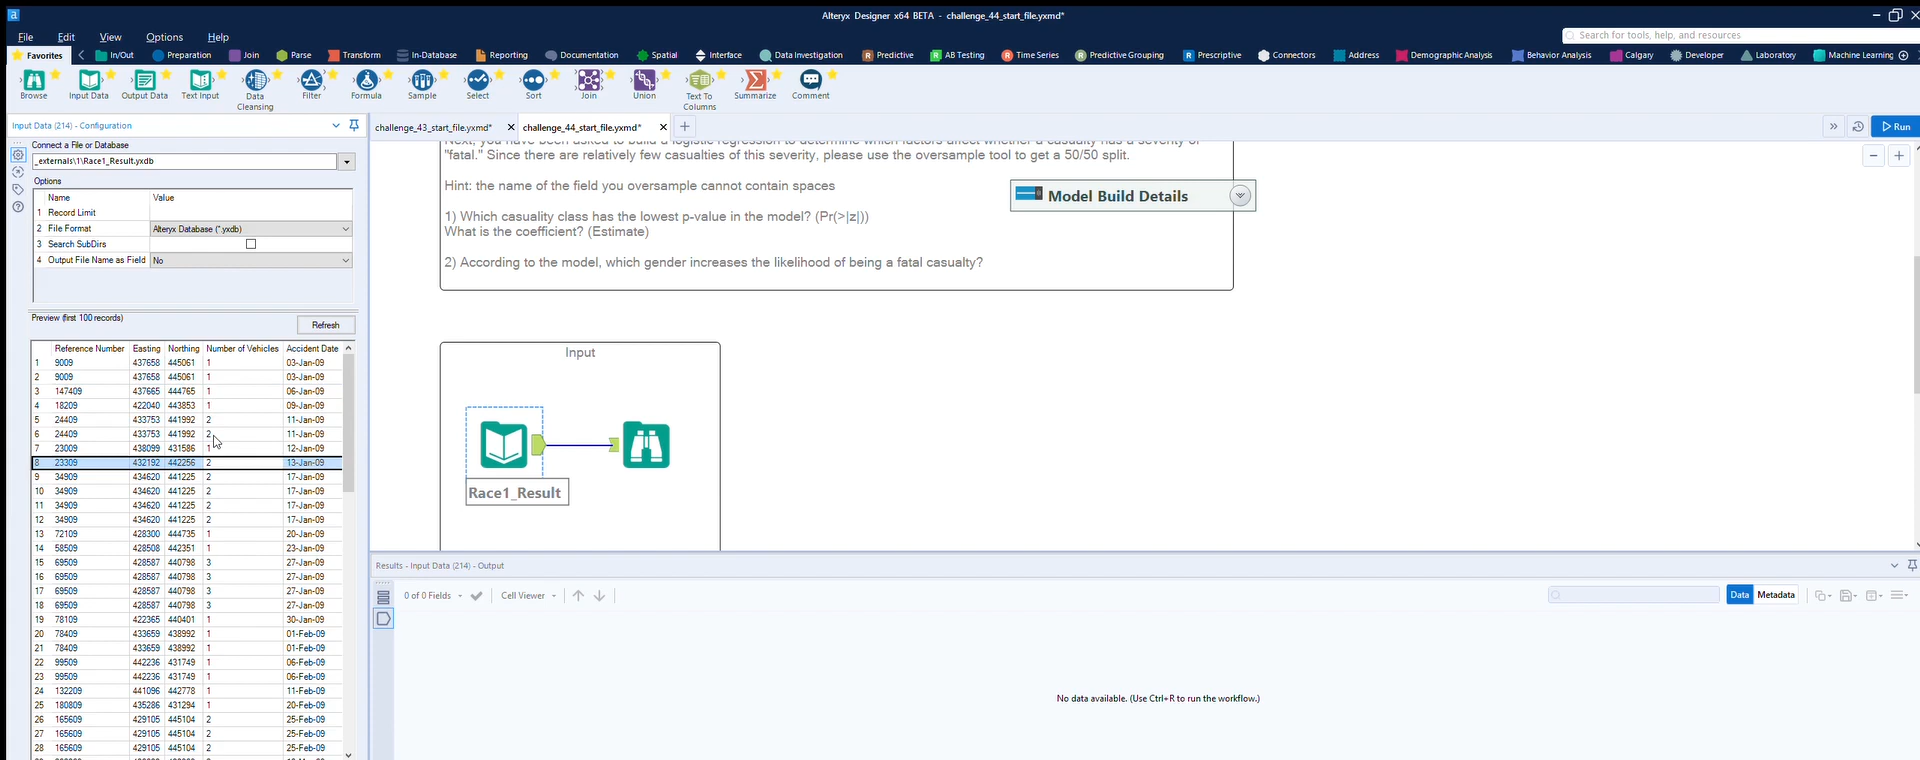 Alteryx Designer x64 BETA - challenge_44_start_file.yxmd*
File Edit View Options Help
Search for tools, help, and resources
Favorites In/Out Preparation Join Parse Transform In-Database Reporting Documentation Spatial Interface Data Investigation Predictive AB Testing Time Series Predictive Grouping Prescriptive Connectors Address Demographic Analysis Behavior Analysis Calgary Developer Laboratory Machine Learning
Browse Input Data Output Data Text Input Data Cleansing Filter Formula Sample Select Sort Join Union Text To Columns Summarize Comment
Input Data (214) - Configuration
challenge_43_start_file.yxmd* challenge_44_start_file.yxmd*
Run
Connect a File or Database
_externals\1\Race1_Result.yxdb
Options
Name Value
1 Record Limit
2 File Format Alteryx Database (*.yxdb)
3 Search SubDirs
4 Output File Name as Field No
Preview (first 100 records)
Refresh
Reference Number Easting Northing Number of Vehicles Accident Date
1 9009 437658 445061 1 03-Jan-09
2 9009 437658 445061 1 03-Jan-09
3 147409 437665 444765 1 06-Jan-09
4 18209 422040 443853 1 09-Jan-09
5 24409 433753 441992 2 11-Jan-09
6 24409 433753 441992 2 11-Jan-09
7 23009 438099 431586 1 12-Jan-09
8 23309 432192 442256 2 13-Jan-09
9 34909 434620 441225 2 17-Jan-09
10 34909 434620 441225 2 17-Jan-09
11 34909 434620 441225 2 17-Jan-09
12 34909 434620 441225 2 17-Jan-09
13 72109 428300 444735 1 20-Jan-09
14 58509 428508 442351 1 23-Jan-09
15 69509 428587 440798 3 27-Jan-09
16 69509 428587 440798 3 27-Jan-09
17 69509 428587 440798 3 27-Jan-09
18 69509 428587 440798 3 27-Jan-09
19 78109 422365 440401 1 30-Jan-09
20 78409 433659 438992 1 01-Feb-09
21 78409 433659 438992 1 01-Feb-09
22 99509 442236 431749 1 06-Feb-09
23 99509 442236 431749 1 06-Feb-09
24 132209 441096 442778 1 11-Feb-09
25 180809 435286 431294 1 20-Feb-09
26 165609 429105 445104 2 25-Feb-09
27 165609 429105 445104 2 25-Feb-09
28 165609 429105 445104 2 25-Feb-09
Next, you have been asked to build a logistic regression to determine which factors affect whether a casualty has a severity of
"fatal." Since there are relatively few casualties of this severity, please use the oversample tool to get a 50/50 split.
Hint: the name of the field you oversample cannot contain spaces
1) Which casuality class has the lowest p-value in the model? (Pr(>|z|))
What is the coefficient? (Estimate)
2) According to the model, which gender increases the likelihood of being a fatal casualty?
Model Build Details
Input
Race1_Result
Results - Input Data (214) - Output
0 of 0 Fields Cell Viewer Data Metadata
No data available. (Use Ctrl+R to run the workflow.)